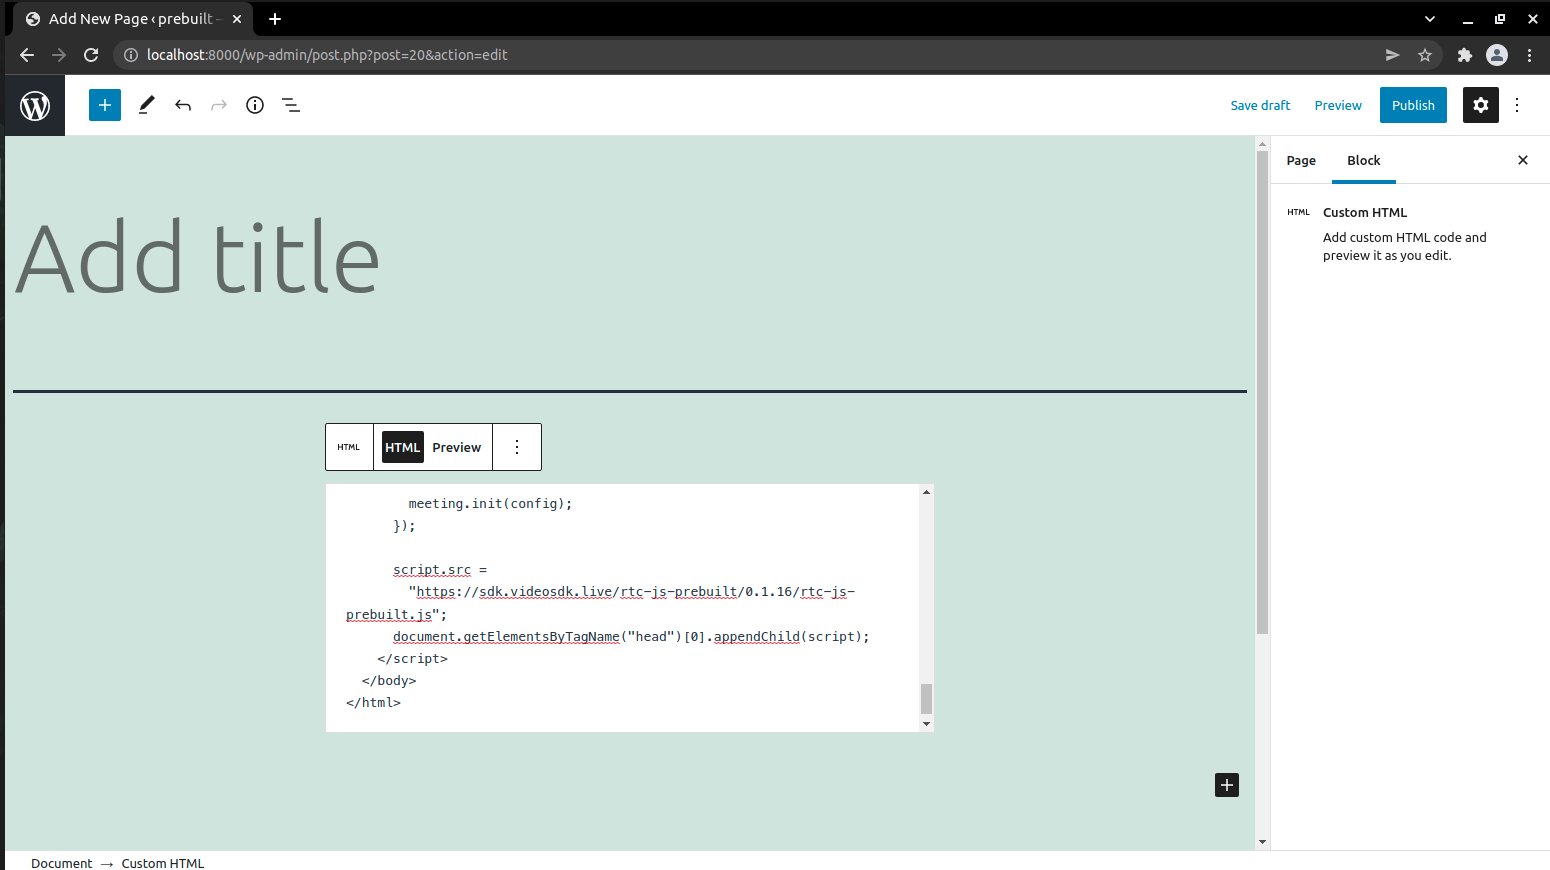 Add New Page ‹ prebuilt –
localhost:8000/wp-admin/post.php?post=20&action=edit
Save draft
Preview
Publish
Add title
Page
Block
HTML
Custom HTML
Add custom HTML code and
preview it as you edit.
HTML
HTML
Preview
meeting.init(config);
});
script.src =
"https://sdk.videosdk.live/rtc-js-prebuilt/0.1.16/rtc-js-
prebuilt.js";
document.getElementsByTagName("head")[0].appendChild(script);
</script>
</body>
</html>
Document → Custom HTML